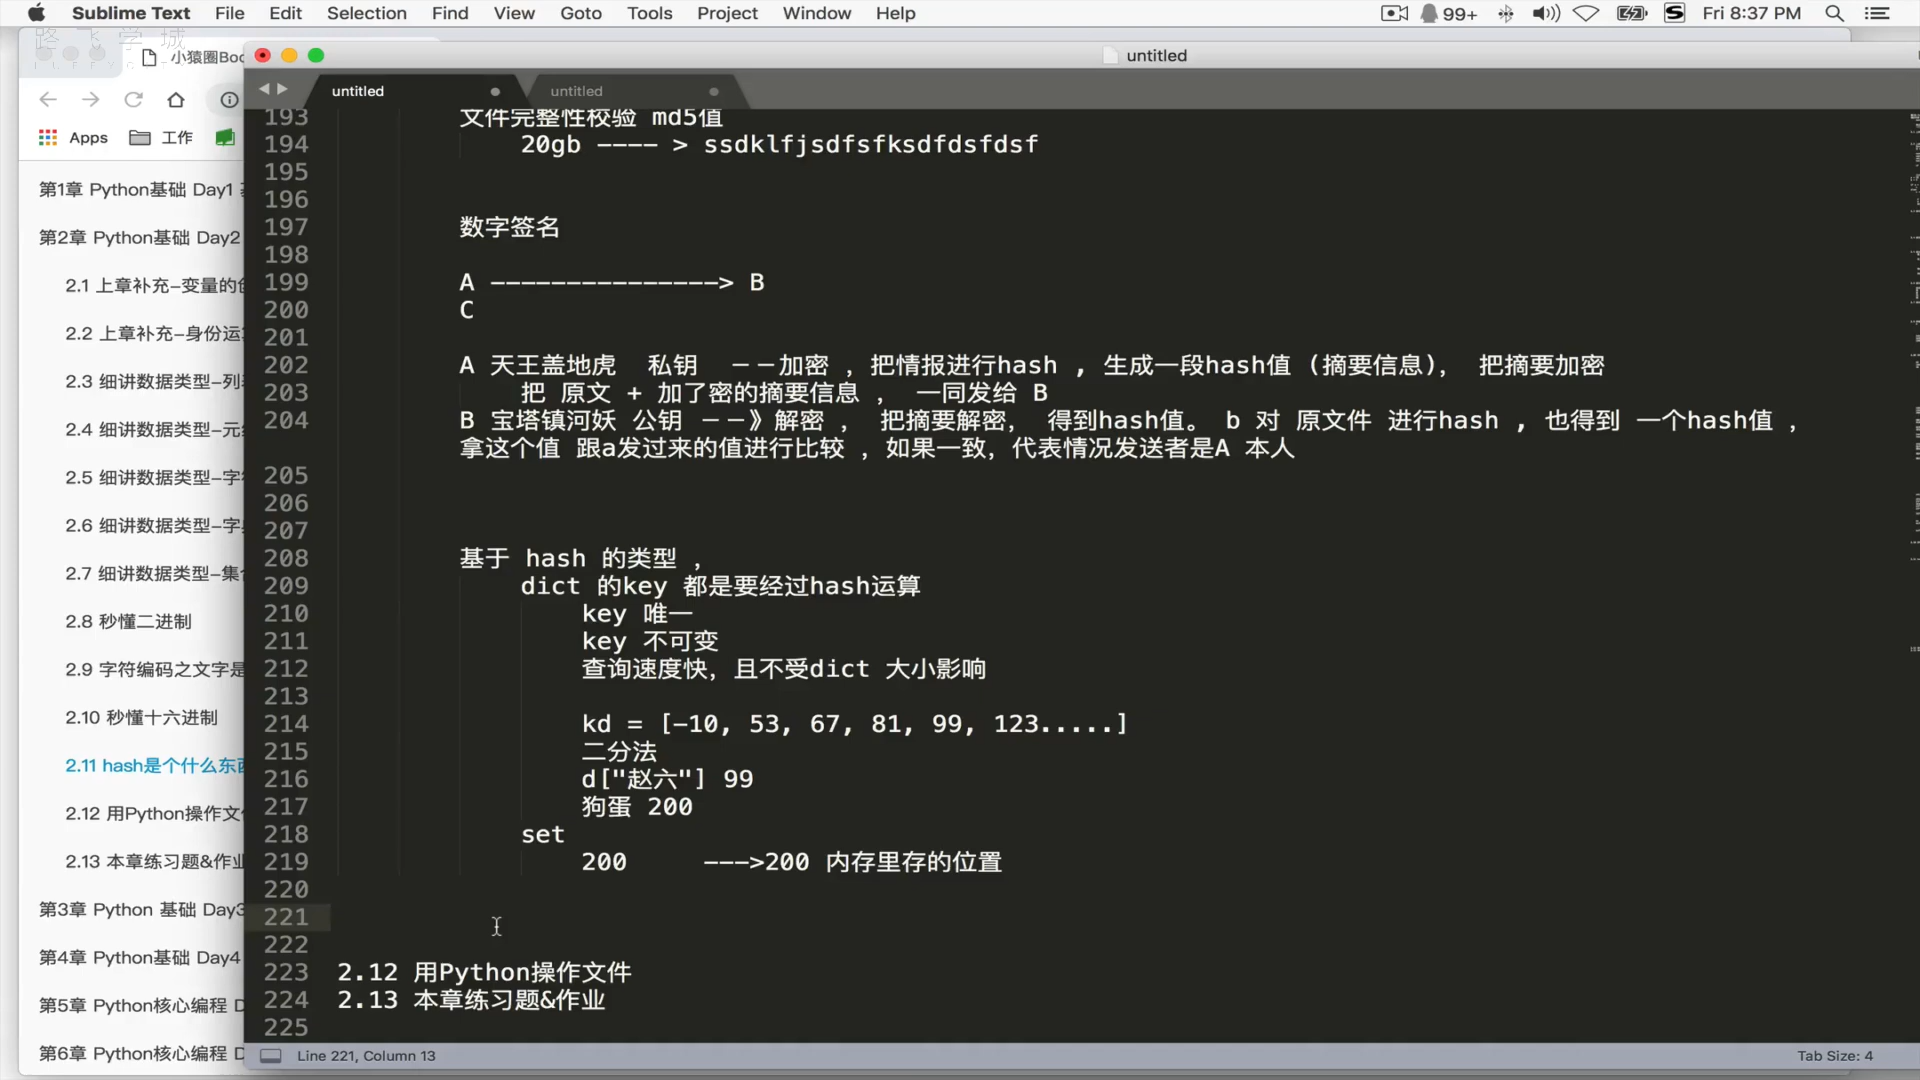 Sublime Text File Edit Selection Find View Goto Tools Project Window Help 99+ Fri 8:37 PM
路飞学城
小猿圈Boo
untitled
untitled
untitled
Apps 工作
第1章 Python基础 Day1
第2章 Python基础 Day2
2.1 上章补充-变量的
2.2 上章补充-身份运
2.3 细讲数据类型-列
2.4 细讲数据类型-元
2.5 细讲数据类型-字
2.6 细讲数据类型-字
2.7 细讲数据类型-集
2.8 秒懂二进制
2.9 字符编码之文字是
2.10 秒懂十六进制
2.11 hash是个什么东西
2.12 用Python操作文
2.13 本章练习题&作业
第3章 Python 基础 Day3
第4章 Python基础 Day4
第5章 Python核心编程 D
第6章 Python核心编程 D
193 文件完整性校验 md5值
194 20gb ---- > ssdklfjsdfsfksdfdsfdsf
195
196
197 数字签名
198
199 A ---------------> B
200 C
201
202 A 天王盖地虎 私钥 －－加密 ，把情报进行hash , 生成一段hash值（摘要信息）， 把摘要加密
203 把 原文 + 加了密的摘要信息 ， 一同发给 B
204 B 宝塔镇河妖 公钥 －－》解密 ， 把摘要解密， 得到hash值。 b 对 原文件 进行hash , 也得到 一个hash值 ，
拿这个值 跟a发过来的值进行比较 ，如果一致，代表情况发送者是A 本人
205
206
207
208 基于 hash 的类型 ，
209 dict 的key 都是要经过hash运算
210 key 唯一
211 key 不可变
212 查询速度快，且不受dict 大小影响
213
214 kd = [-10, 53, 67, 81, 99, 123.....]
215 二分法
216 d["赵六"] 99
217 狗蛋 200
218 set
219 200 --->200 内存里存的位置
220
221
222
223 2.12 用Python操作文件
224 2.13 本章练习题&作业
225
Line 221, Column 13 Tab Size: 4